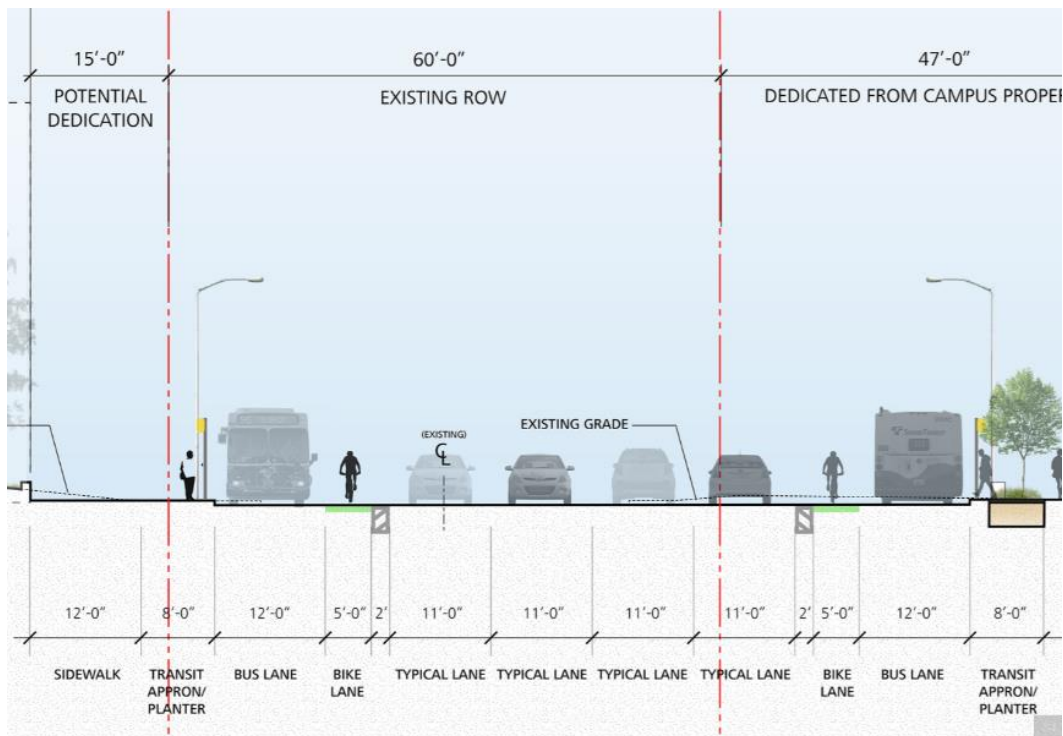 15'-0"
60'-0"
47'-0"
POTENTIAL
DEDICATION
EXISTING ROW
DEDICATED FROM CAMPUS PROPER
(EXISTING)
CL
EXISTING GRADE
12'-0"
8'-0"
12'-0"
5'-0"
2'
11'-0"
11'-0"
11'-0"
11'-0"
2'
5'-0"
12'-0"
8'-0"
SIDEWALK
TRANSIT
APPRON/
PLANTER
BUS LANE
BIKE
LANE
TYPICAL LANE
TYPICAL LANE
TYPICAL LANE
TYPICAL LANE
BIKE
LANE
BUS LANE
TRANSIT
APPRON/
PLANTER